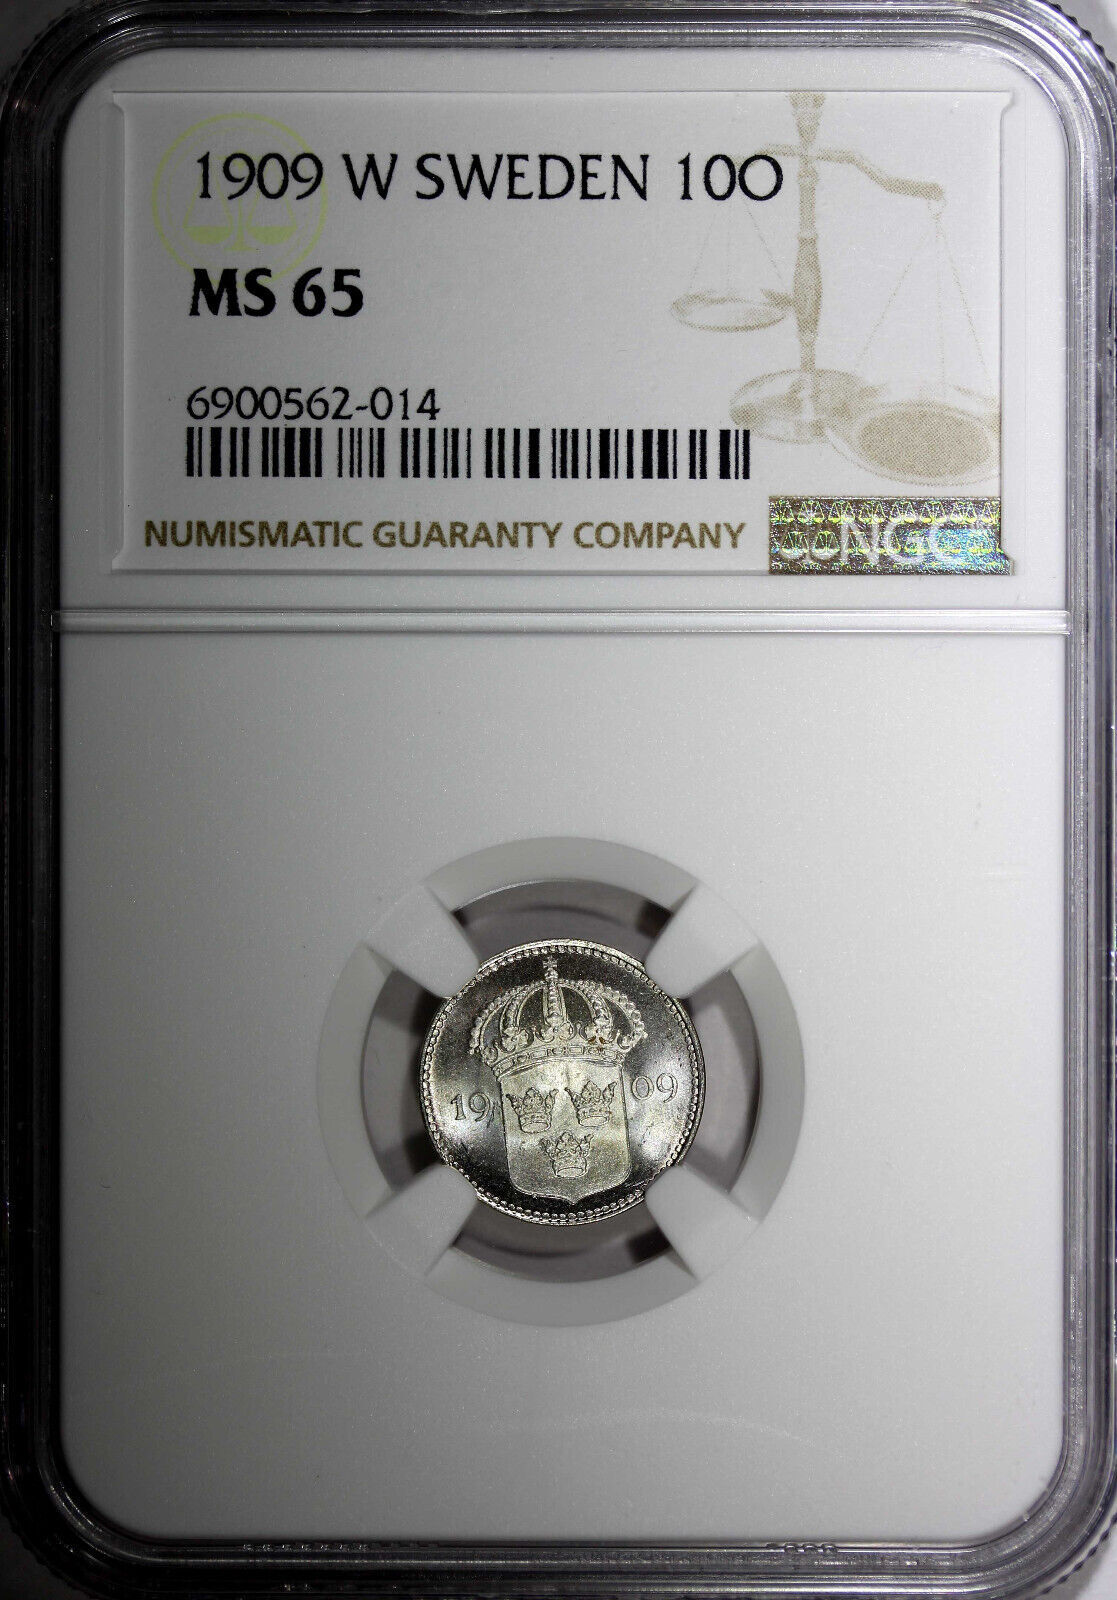 1909 W SWEDEN 10O
MS 65
6900562-014
NUMISMATIC GUARANTY COMPANY
NGC
19 09